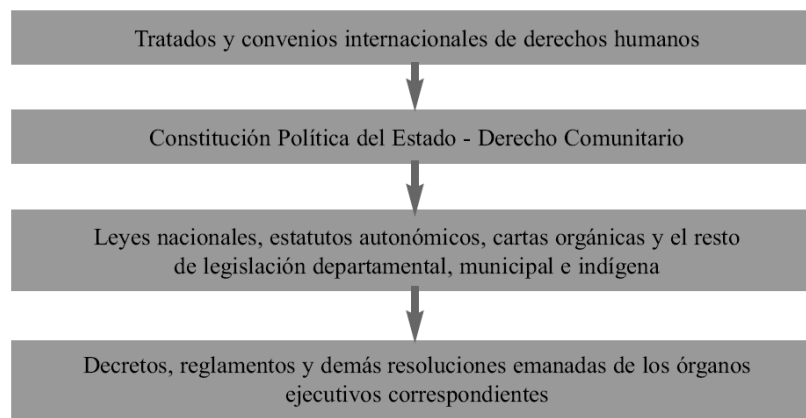 Tratados y convenios internacionales de derechos humanos
Constitución Política del Estado - Derecho Comunitario
Leyes nacionales, estatutos autonómicos, cartas orgánicas y el resto
de legislación departamental, municipal e indígena
Decretos, reglamentos y demás resoluciones emanadas de los órganos
ejecutivos correspondientes